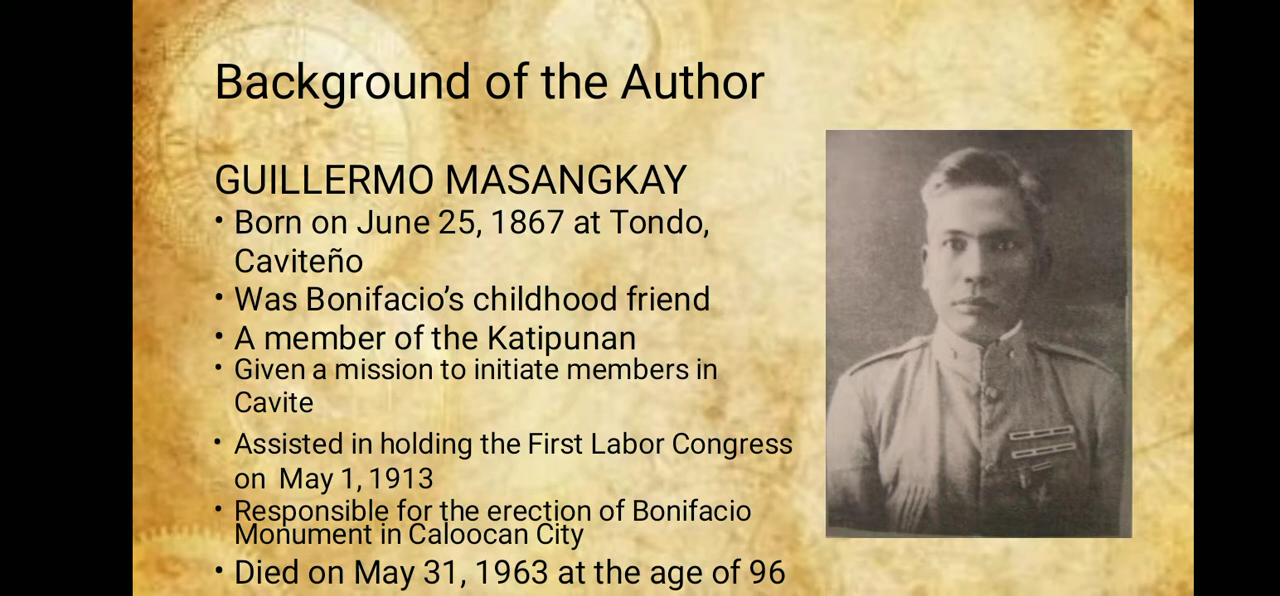 Background of the Author
GUILLERMO MASANGKAY
• Born on June 25, 1867 at Tondo,
Caviteño
• Was Bonifacio’s childhood friend
• A member of the Katipunan
• Given a mission to initiate members in
Cavite
• Assisted in holding the First Labor Congress
on May 1, 1913
• Responsible for the erection of Bonifacio
Monument in Caloocan City
• Died on May 31, 1963 at the age of 96